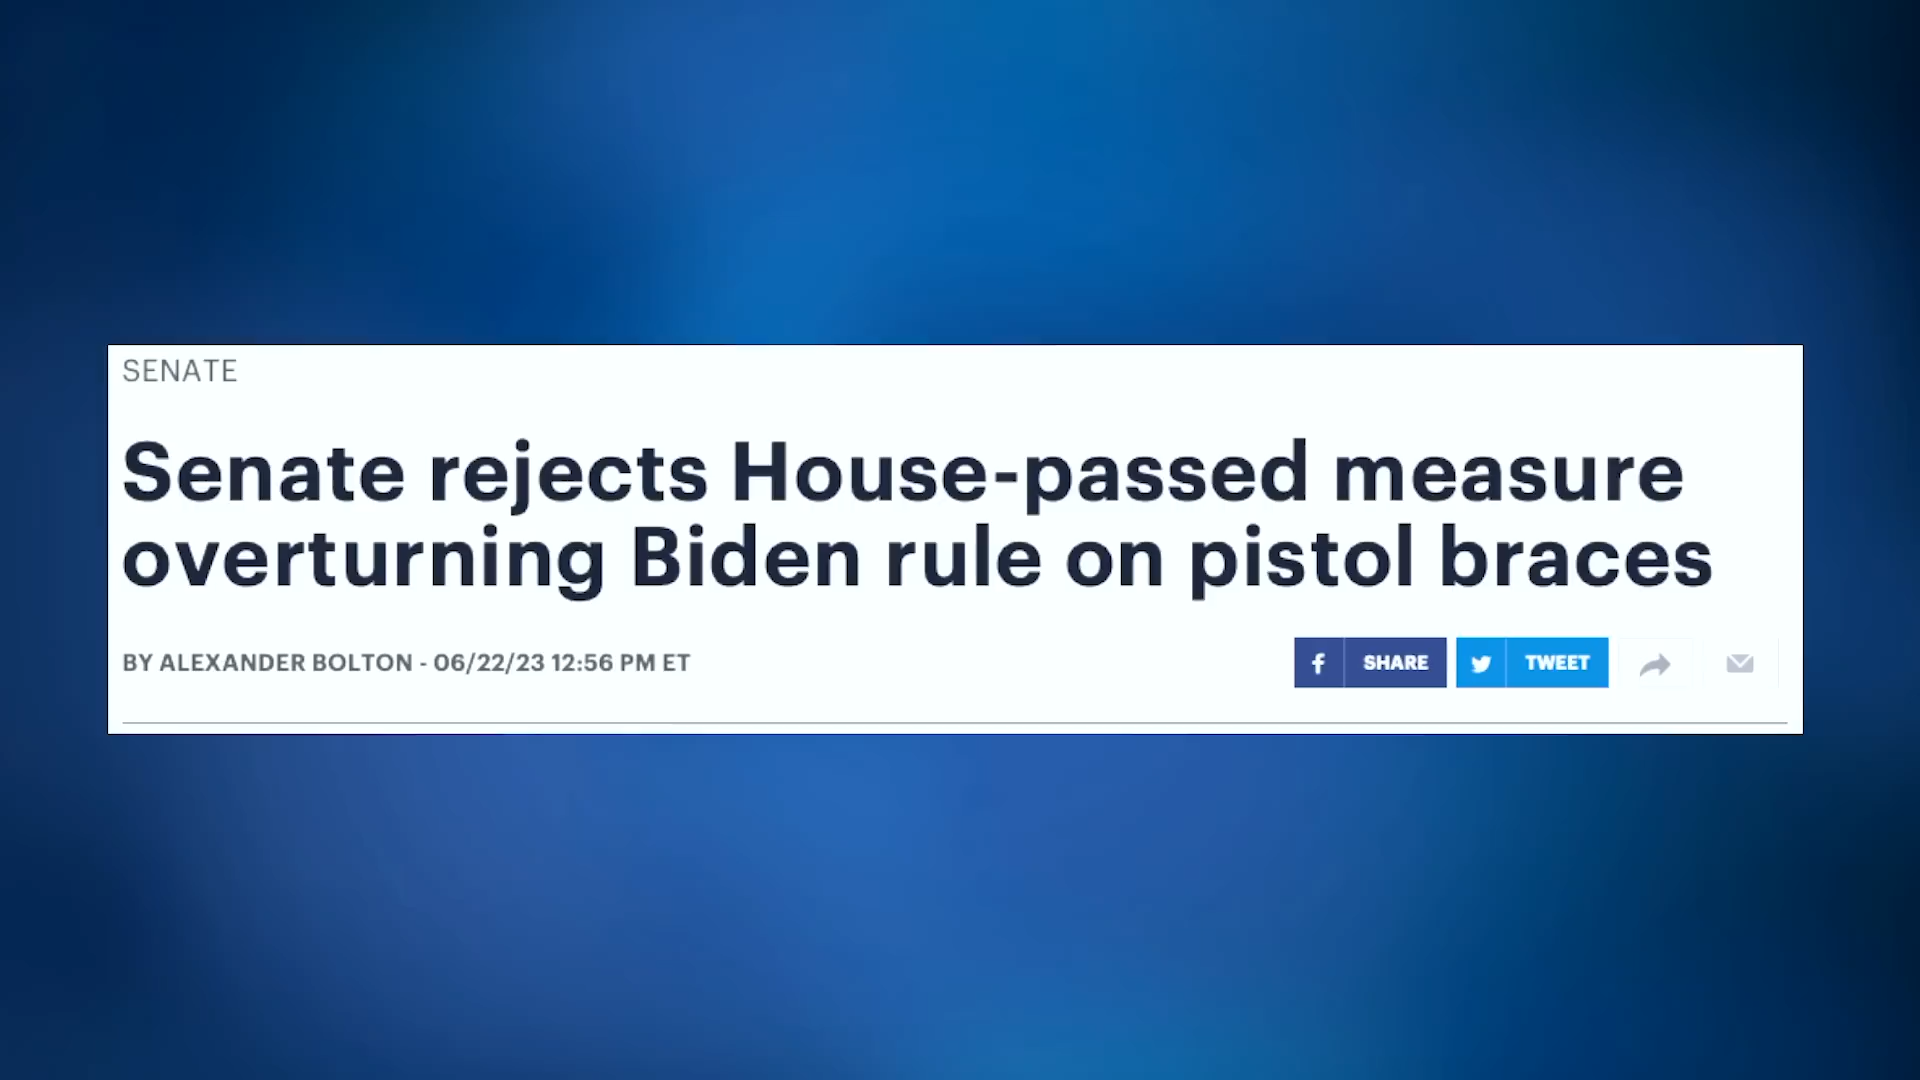 SENATE
Senate rejects House-passed measure
overturning Biden rule on pistol braces
BY ALEXANDER BOLTON - 06/22/23 12:56 PM ET
f SHARE TWEET